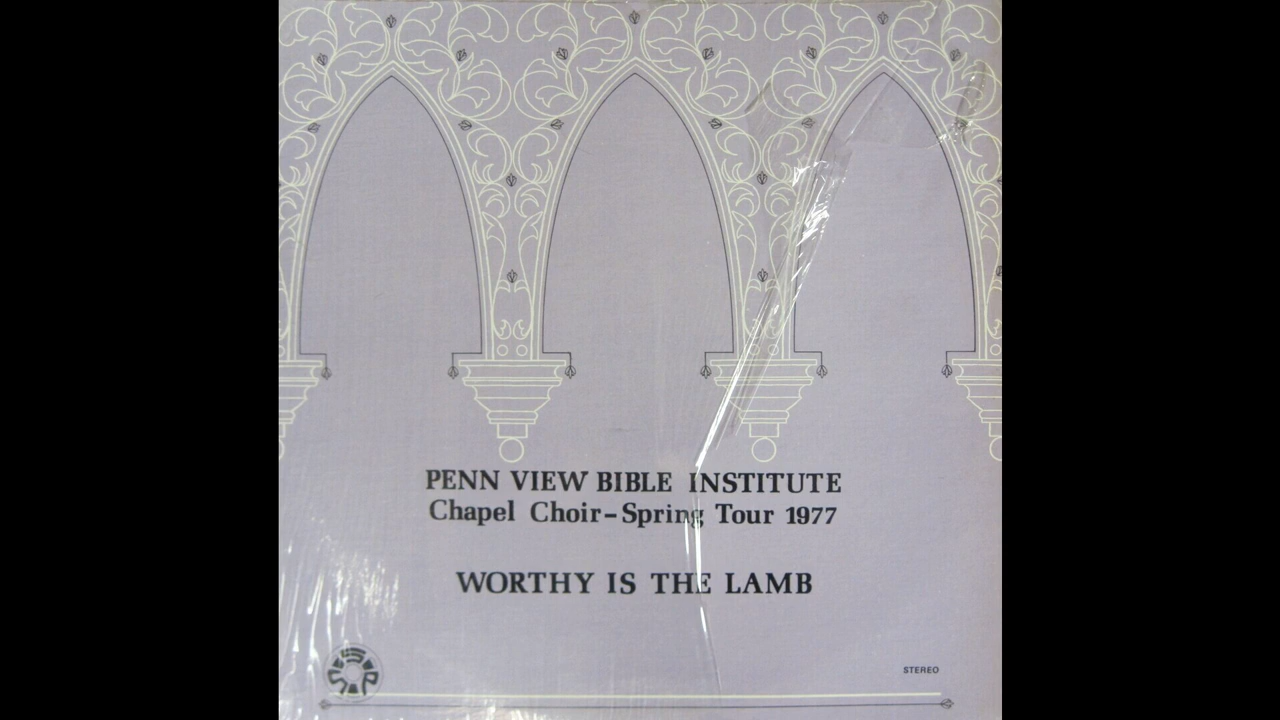 PENN VIEW BIBLE INSTITUTE
Chapel Choir-Spring Tour 1977
WORTHY IS THE LAMB
STEREO